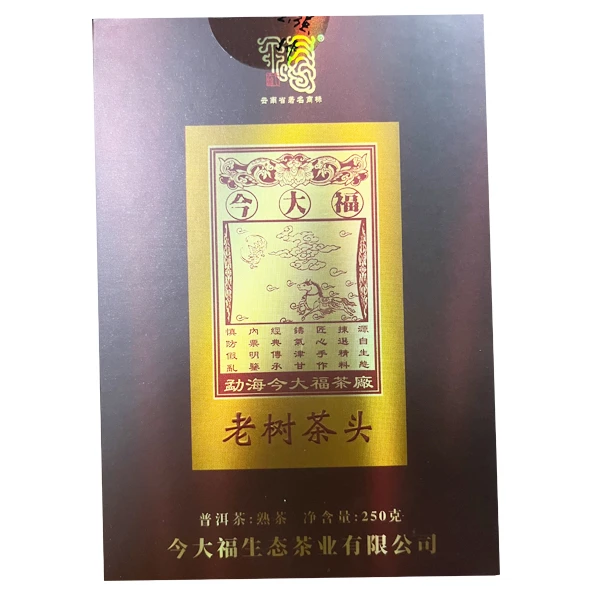 ®
云南省著名商标
今大福
源自生態
揀選精料
匠心手作
氣津甘
經典傳承
內票明鑒
慎防假亂
勐海今大福茶廠
老树茶头
普洱茶:熟茶 净含量:250克
今大福生态茶业有限公司